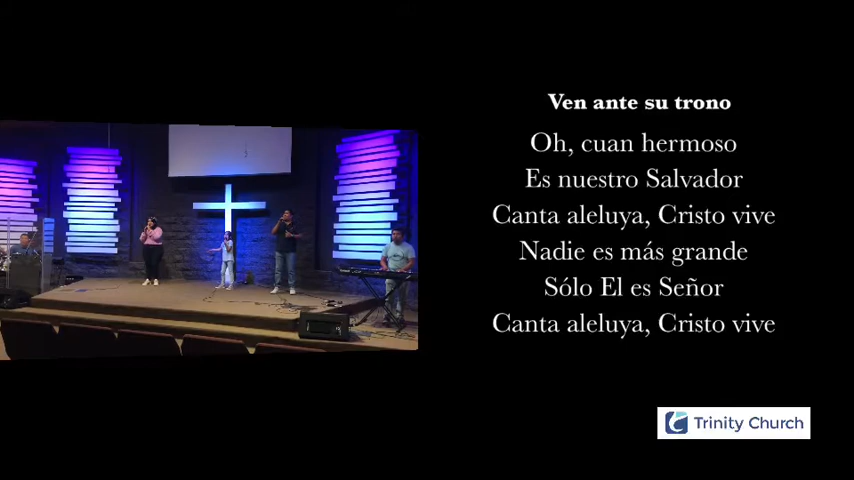 Ven ante su trono
Oh, cuan hermoso
Es nuestro Salvador
Canta aleluya, Cristo vive
Nadie es más grande
Sólo El es Señor
Canta aleluya, Cristo vive
Trinity Church